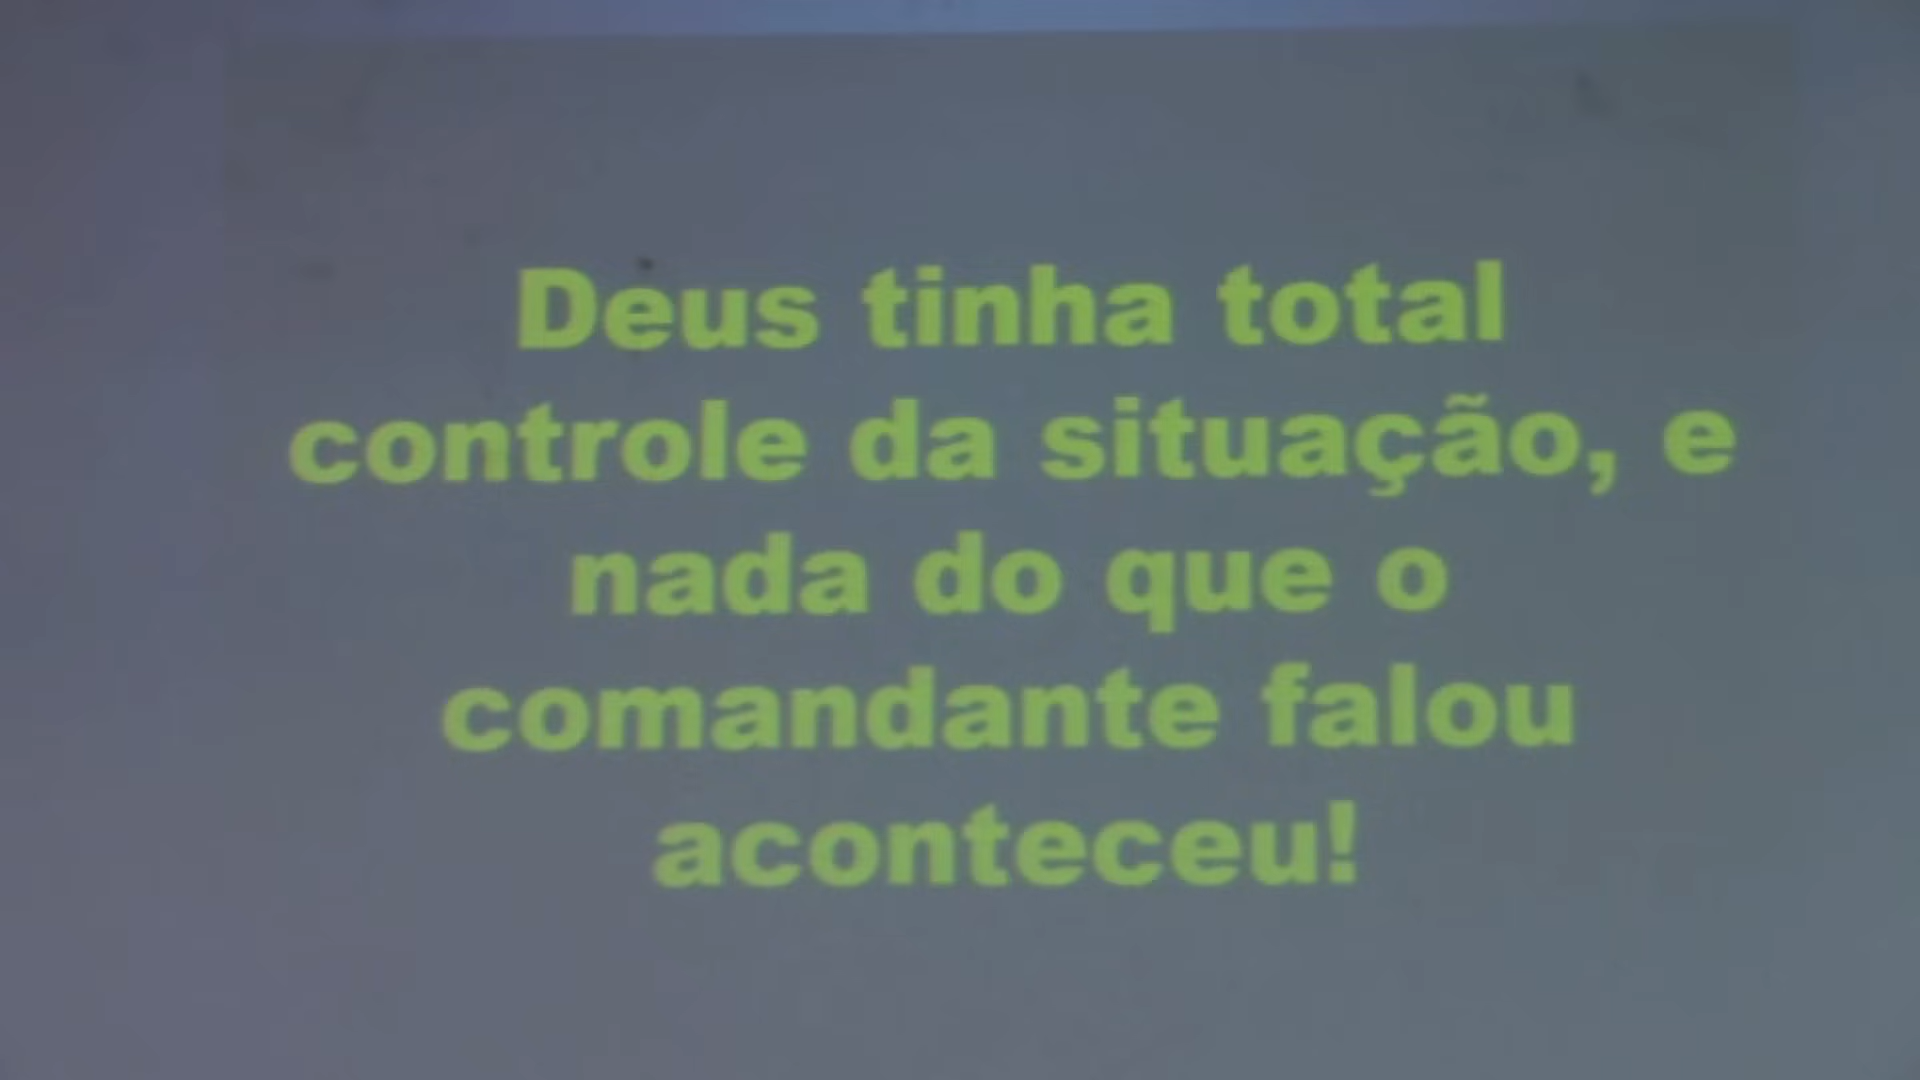 Deus tinha total
controle da situação, e
nada do que o
comandante falou
aconteceu!